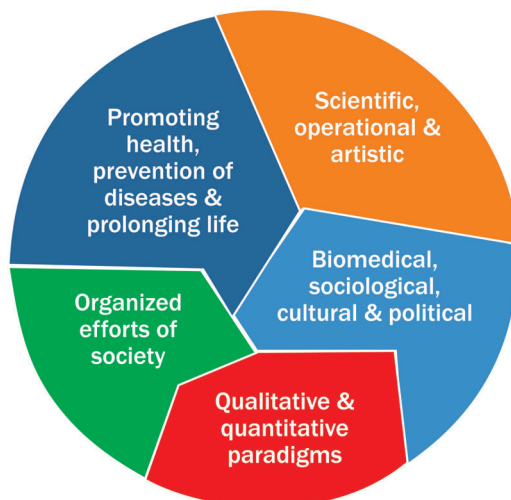 Promoting
health,
prevention of
diseases &
prolonging life
Scientific,
operational &
artistic
Biomedical,
sociological,
cultural & political
Organized
efforts of
society
Qualitative &
quantitative
paradigms